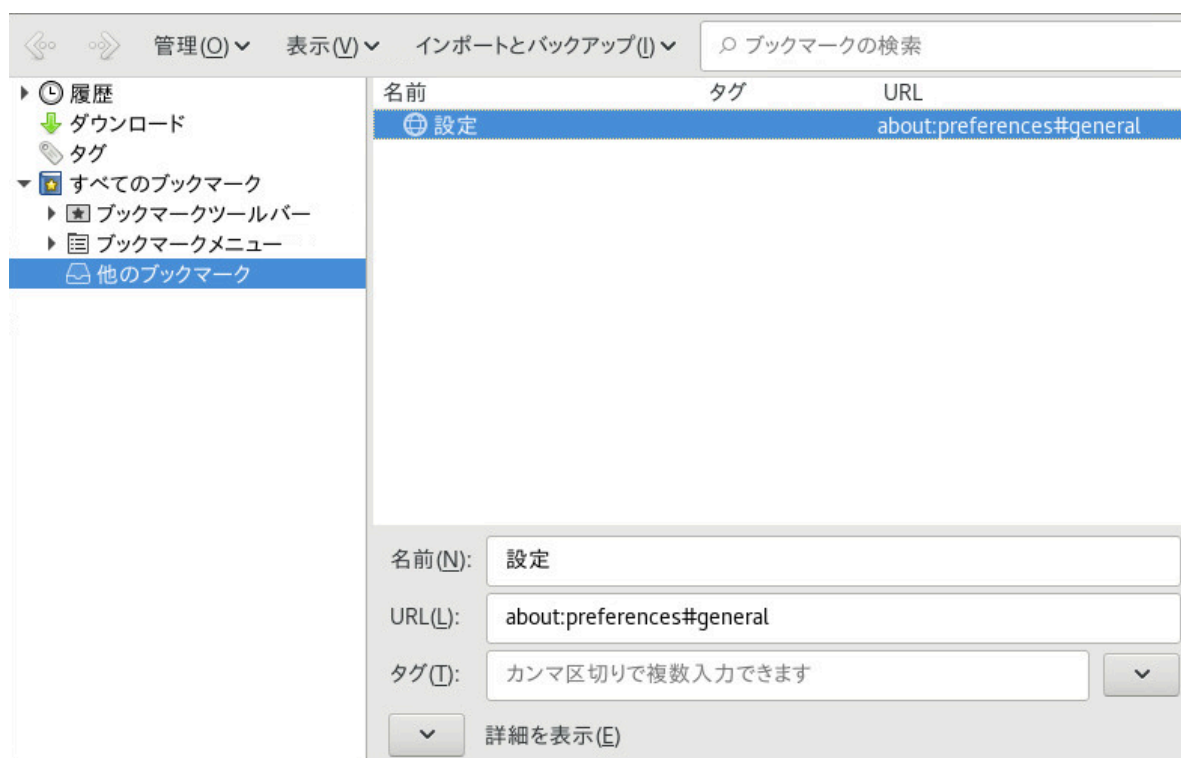 管理(O) 表示(V) インポートとバックアップ(I) ブックマークの検索
履歴
ダウンロード
タグ
すべてのブックマーク
ブックマークツールバー
ブックマークメニュー
他のブックマーク
名前 タグ URL
設定 about:preferences#general
名前(N): 設定
URL(L): about:preferences#general
タグ(T): カンマ区切りで複数入力できます
詳細を表示(E)